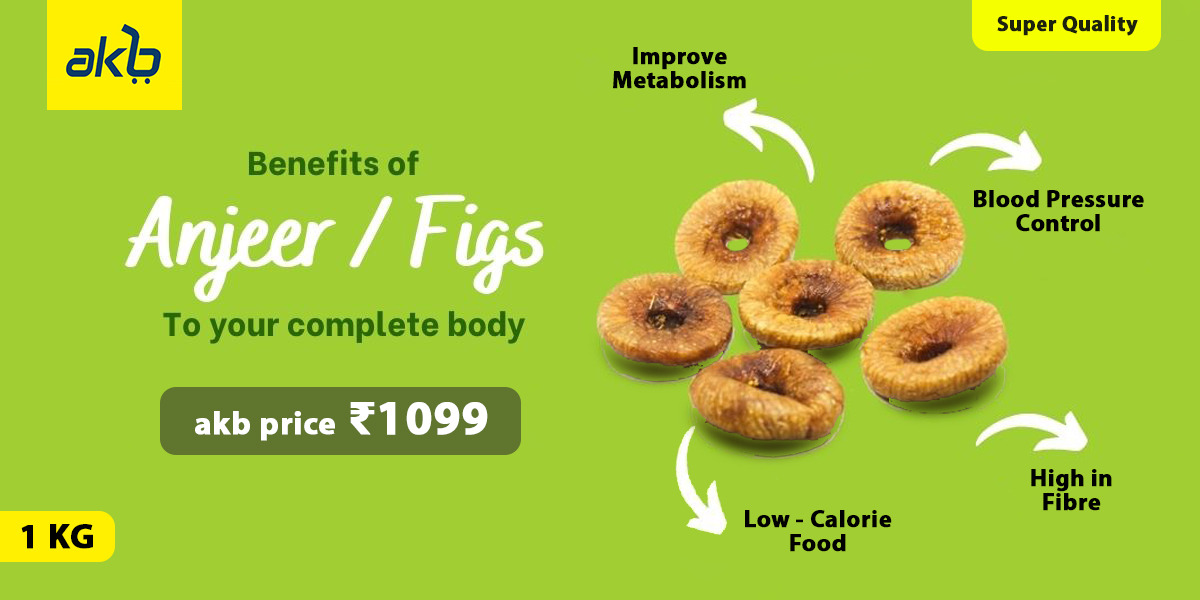 akb
Super Quality
Benefits of
Anjeer / Figs
To your complete body
akb price ₹1099
1 KG
Improve
Metabolism
Blood Pressure
Control
High in
Fibre
Low - Calorie
Food